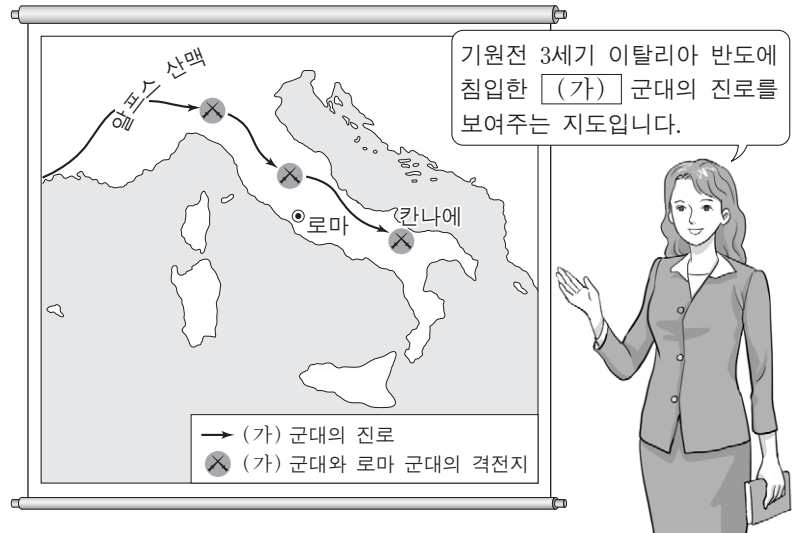 기원전 3세기 이탈리아 반도에
침입한 (가) 군대의 진로를
보여주는 지도입니다.
알프스 산맥
로마
칸나에
(가) 군대의 진로
(가) 군대와 로마 군대의 격전지